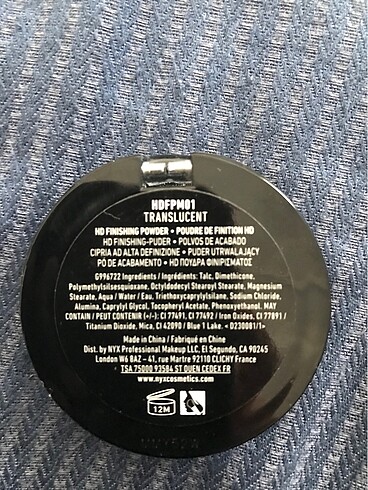 HDFPM01
TRANSLUCENT
HD FINISHING POWDER • POUDRE DE FINITION HD
HD FINISHING-PUDER • POLVOS DE ACABADO
CIPRIA AD ALTA DEFINIZIONE • PUDER UTRWALAJĄCY
PÓ DE ACABAMENTO • HD ΠΟΥΔΡΑ ΦΙΝΙΡΙΣΜΑΤΟΣ
G996722 Ingredients / Ingrédients: Talc, Dimethicone,
Polymethylsilsesquioxane, Octyldodecyl Stearoyl Stearate, Magnesium
Stearate, Aqua / Water / Eau, Triethoxycaprylylsilane, Sodium Chloride,
Alumina, Caprylyl Glycol, Tocopheryl Acetate, Phenoxyethanol, MAY
CONTAIN / PEUT CONTENIR (+/-): CI 77491, CI 77492 / Iron Oxides, CI 77891 /
Titanium Dioxide, Mica, CI 42090 / Blue 1 Lake. <D230081/1>
Made in China / Fabriqué en Chine
Dist. by NYX Professional Makeup LLC, El Segundo, CA 90245
London W6 8AZ – 41, rue Martre 92110 CLICHY France
TSA 75000 93584 ST OUEN CEDEX FR
www.nyxcosmetics.com
12M